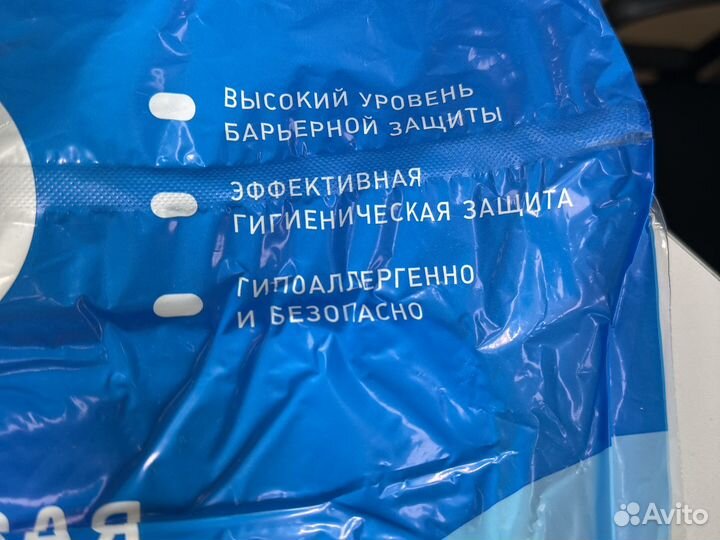 ВЫСОКИЙ УРОВЕНЬ
БАРЬЕРНОЙ ЗАЩИТЫ
ЭФФЕКТИВНАЯ
ГИГИЕНИЧЕСКАЯ ЗАЩИТА
ГИПОАЛЛЕРГЕННО
И БЕЗОПАСНО
Avito